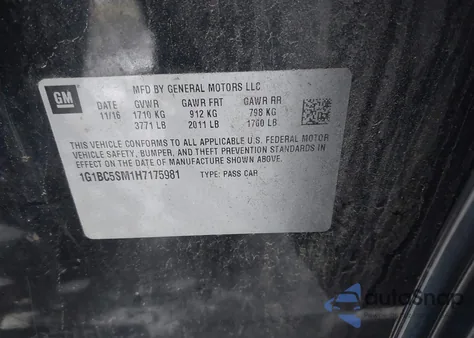 GM
MFD BY GENERAL MOTORS LLC
DATE GVWR GAWR FRT GAWR RR
11/16 1710 KG 912 KG 798 KG
3771 LB 2011 LB 1760 LB
THIS VEHICLE CONFORMS TO ALL APPLICABLE U.S. FEDERAL MOTOR
VEHICLE SAFETY, BUMPER, AND THEFT PREVENTION STANDARDS IN
EFFECT ON THE DATE OF MANUFACTURE SHOWN ABOVE.
1G1BC5SM1H7175981 TYPE: PASS CAR
autoSnap